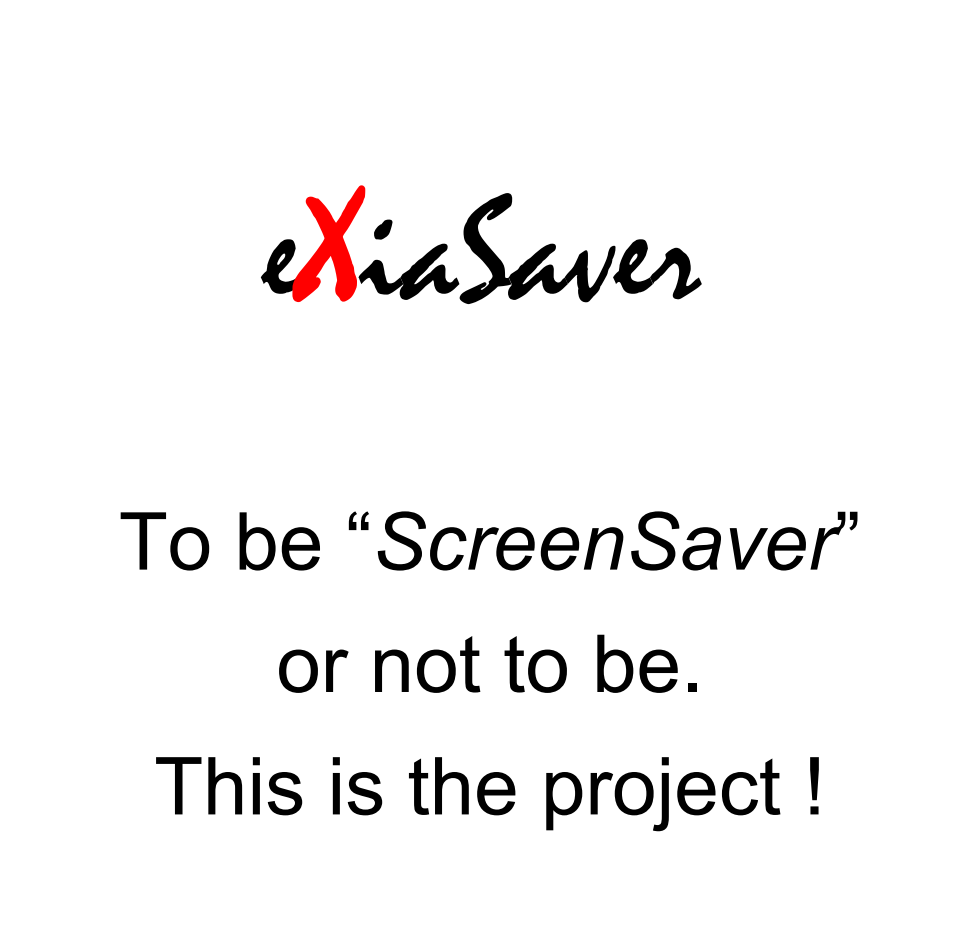 eXiaSaver
To be “ScreenSaver”
or not to be.
This is the project !